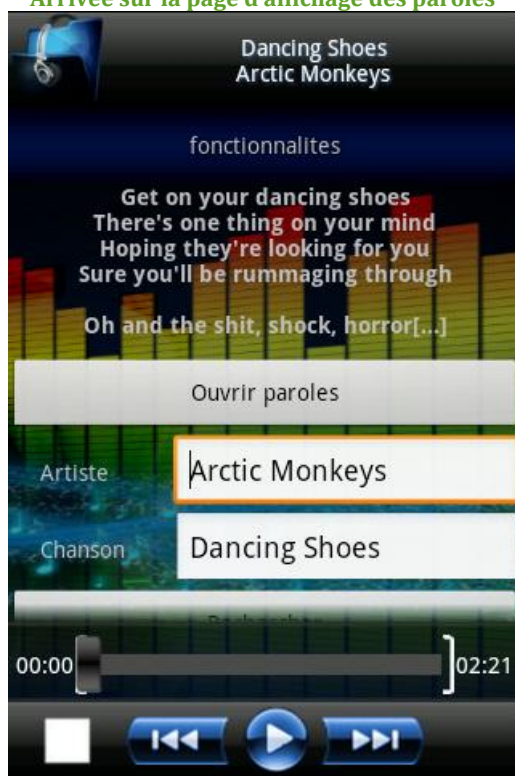 Arrivée sur la page d'affichage des paroles
Dancing Shoes
Arctic Monkeys
fonctionnalites
Get on your dancing shoes
There's one thing on your mind
Hoping they're looking for you
Sure you'll be rummaging through
Oh and the shit, shock, horror[...]
Ouvrir paroles
Artiste
Arctic Monkeys
Chanson
Dancing Shoes
00:00
02:21